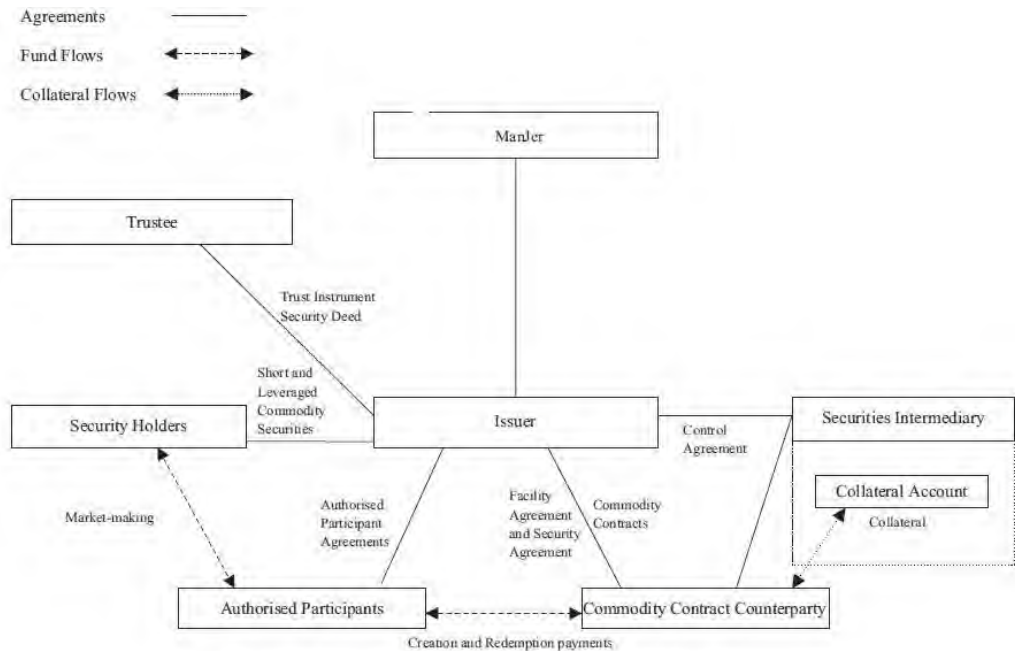 Agreements
Fund Flows
Collateral Flows
ManJer
Trustee
Trust Instrument
Security Deed
Short and
Leveraged
Commodity
Securities
Security Holders
Issuer
Securities Intermediary
Control
Agreement
Collateral Account
Collateral
Market-making
Authorised
Participant
Agreements
Facility
Agreement
and Security
Agreement
Commodity
Contracts
Authorised Participants
Commodity Contract Counterparty
Creation and Redemption payments